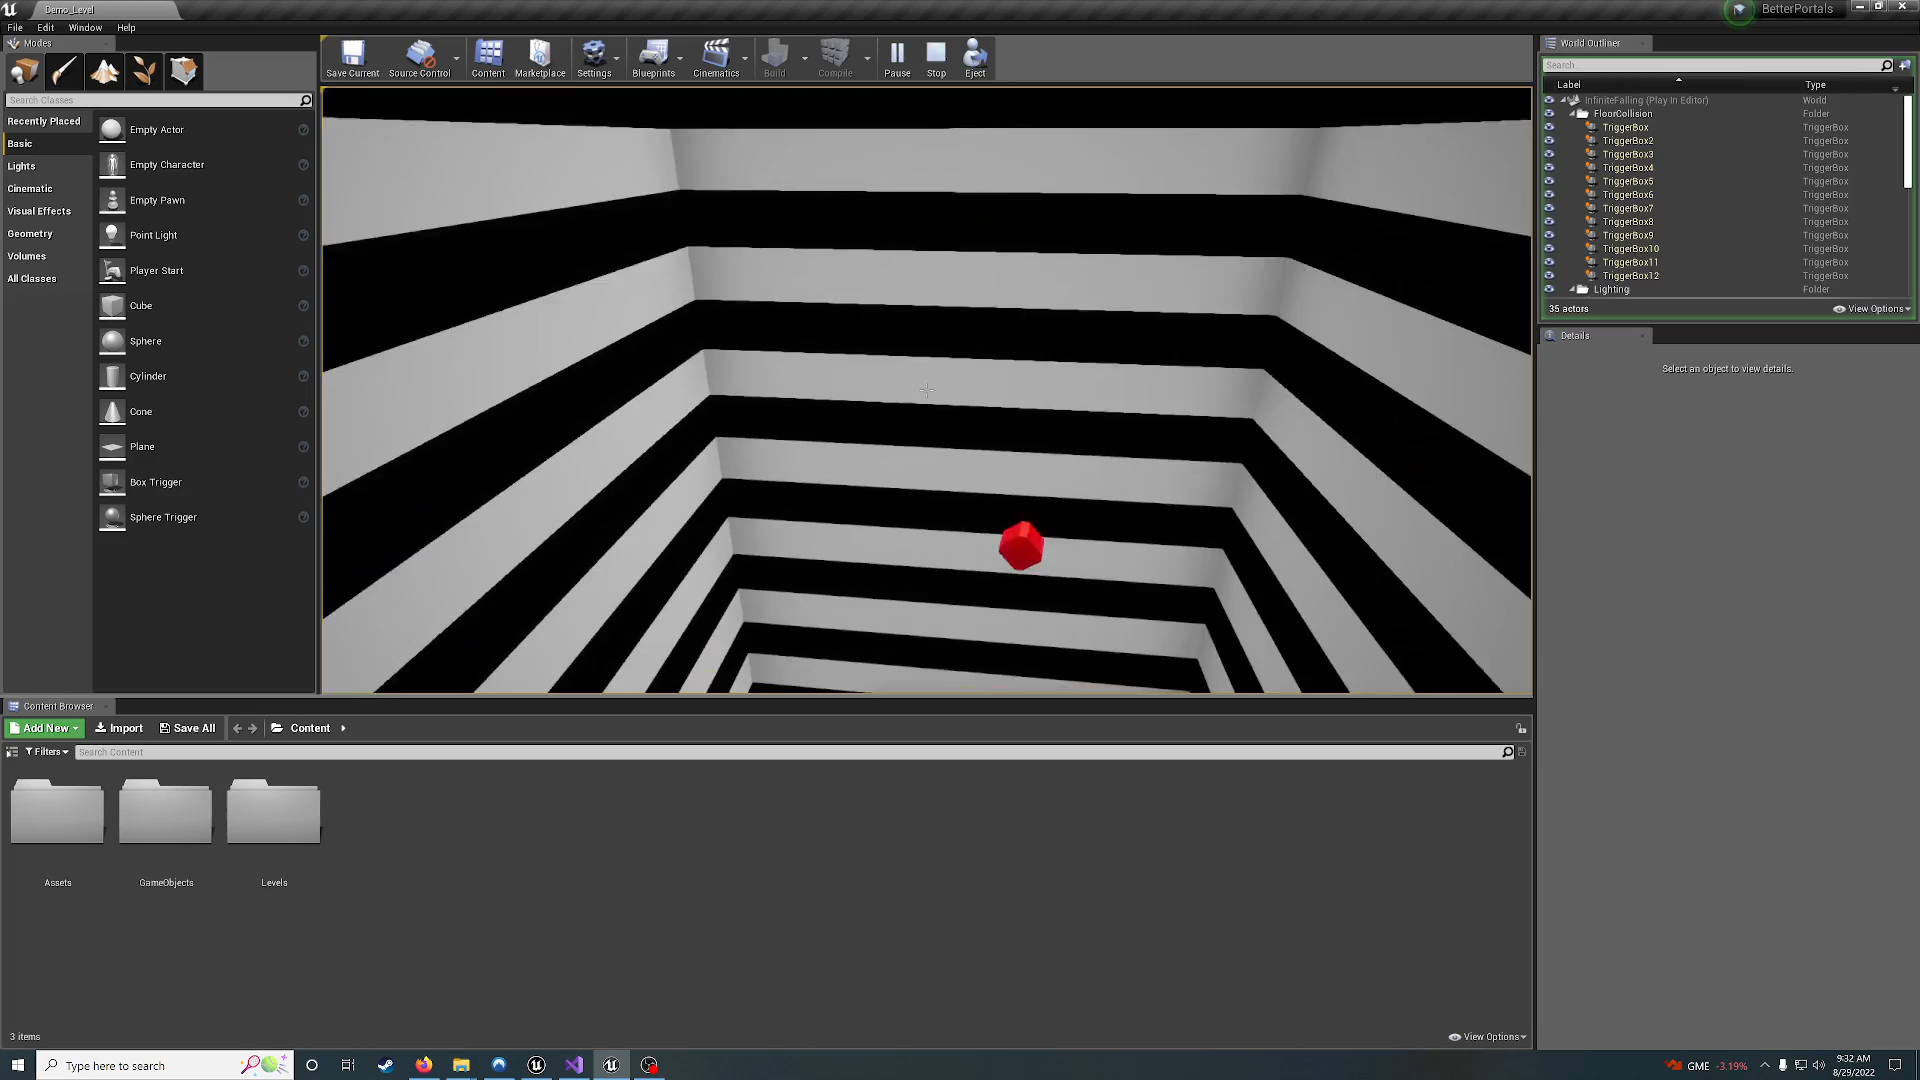 Demo_Level
BetterPortals
File Edit Window Help
Modes
Search Classes
Recently Placed
Basic
Lights
Cinematic
Visual Effects
Geometry
Volumes
All Classes
Empty Actor
Empty Character
Empty Pawn
Point Light
Player Start
Cube
Sphere
Cylinder
Cone
Plane
Box Trigger
Sphere Trigger
Save Current Source Control Content Marketplace Settings Blueprints Cinematics Build Compile Pause Stop Eject
World Outliner
Search...
Label Type
InfiniteFalling (Play In Editor) World
FloorCollision Folder
TriggerBox TriggerBox
TriggerBox2 TriggerBox
TriggerBox3 TriggerBox
TriggerBox4 TriggerBox
TriggerBox5 TriggerBox
TriggerBox6 TriggerBox
TriggerBox7 TriggerBox
TriggerBox8 TriggerBox
TriggerBox9 TriggerBox
TriggerBox10 TriggerBox
TriggerBox11 TriggerBox
TriggerBox12 TriggerBox
Lighting Folder
35 actors View Options
Details
Select an object to view details.
Content Browser
Add New Import Save All Content
Filters Search Content
Assets GameObjects Levels
3 items View Options
Type here to search
GME -3.19%
9:32 AM
8/29/2022